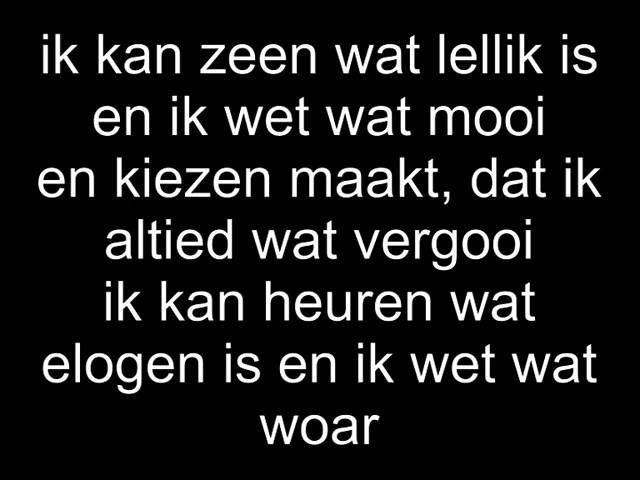 ik kan zeen wat lellik is
en ik wet wat mooi
en kiezen maakt, dat ik
altied wat vergooi
ik kan heuren wat
elogen is en ik wet wat
woar